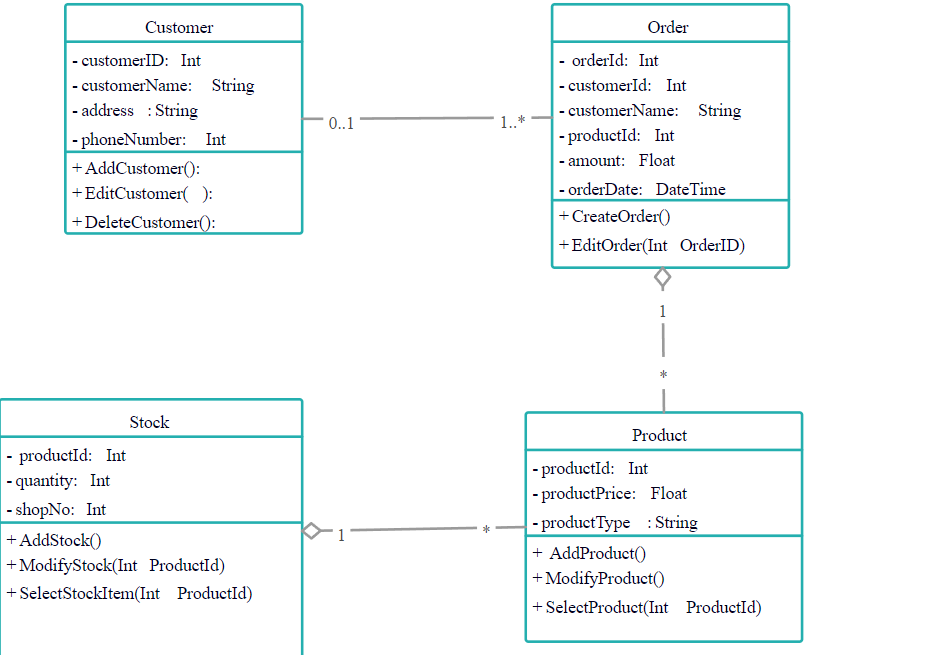 Customer
- customerID: Int
- customerName: String
- address : String
- phoneNumber: Int
+ AddCustomer():
+ EditCustomer( ):
+ DeleteCustomer():
0..1
1..*
Order
- orderId: Int
- customerId: Int
- customerName: String
- productId: Int
- amount: Float
- orderDate: DateTime
+ CreateOrder()
+ EditOrder(Int OrderID)
1
*
Stock
- productId: Int
- quantity: Int
- shopNo: Int
+ AddStock()
+ ModifyStock(Int ProductId)
+ SelectStockItem(Int ProductId)
1
*
Product
- productId: Int
- productPrice: Float
- productType : String
+ AddProduct()
+ ModifyProduct()
+ SelectProduct(Int ProductId)